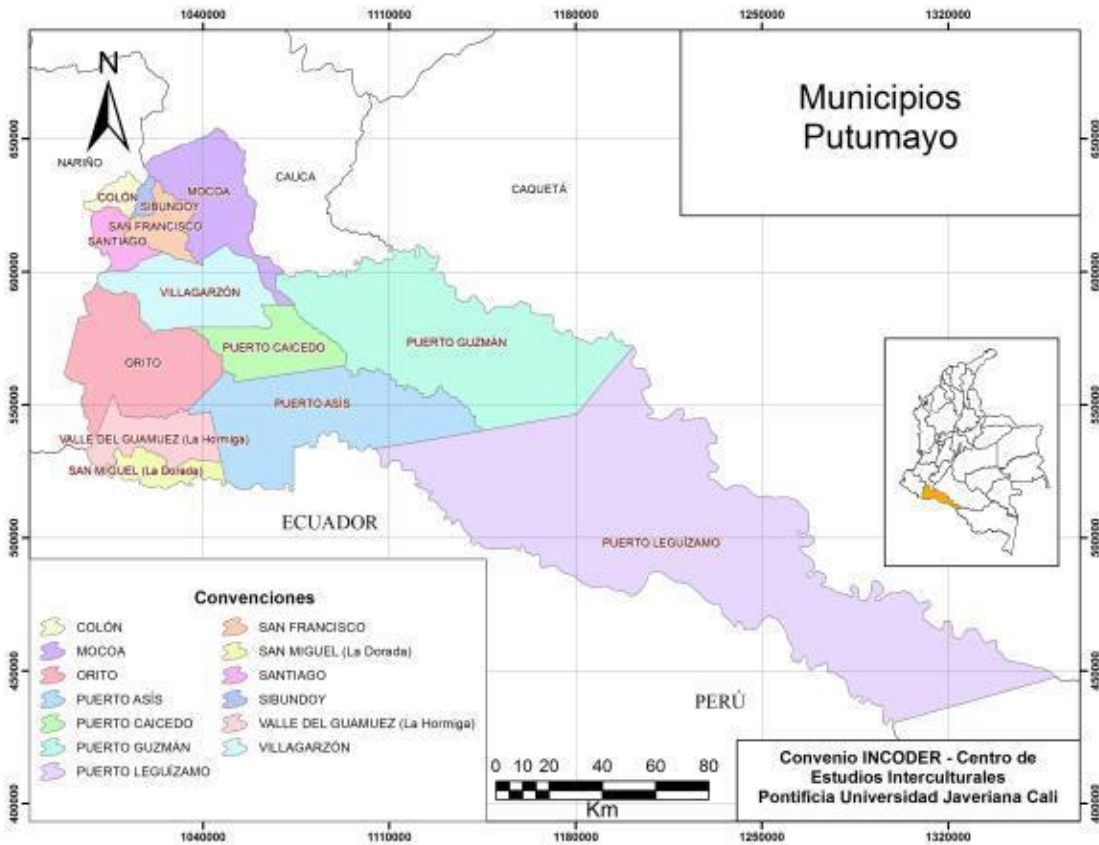 1040000 1110000 1180000 1250000 1320000
Municipios
Putumayo
N
650000 650000
NARIÑO
CAUCA
CAQUETÁ
COLÓN
MOCOA
SIBUNDOY
SAN FRANCISCO
SANTIAGO
600000 600000
VILLAGARZÓN
PUERTO CAICEDO
PUERTO GUZMÁN
ORITO
PUERTO ASÍS
550000 550000
VALLE DEL GUAMUEZ (La Hormiga)
SAN MIGUEL (La Dorada)
ECUADOR
500000 500000
PUERTO LEGUÍZAMO
Convenciones
COLÓN
MOCOA
ORITO
PUERTO ASÍS
PUERTO CAICEDO
PUERTO GUZMÁN
PUERTO LEGUÍZAMO
SAN FRANCISCO
SAN MIGUEL (La Dorada)
SANTIAGO
SIBUNDOY
VALLE DEL GUAMUEZ (La Hormiga)
VILLAGARZÓN
450000 450000
PERÚ
0 10 20 40 60 80
Km
Convenio INCODER - Centro de
Estudios Interculturales
Pontificia Universidad Javeriana Cali
400000 400000
1040000 1110000 1180000 1250000 1320000